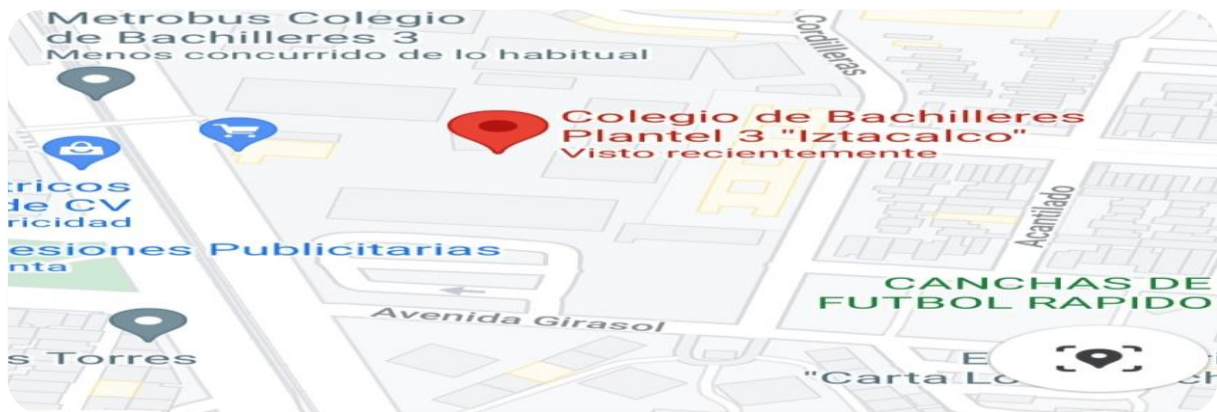 Metrobus Colegio
de Bachilleres 3
Menos concurrido de lo habitual
Cordilleras
Colegio de Bachilleres
Plantel 3 "Iztacalco"
Visto recientemente
tricos
de CV
ricidad
Acantilado
esiones Publicitarias
nta
CANCHAS DE
FUTBOL RAPIDO
Avenida Girasol
s Torres
"Carta